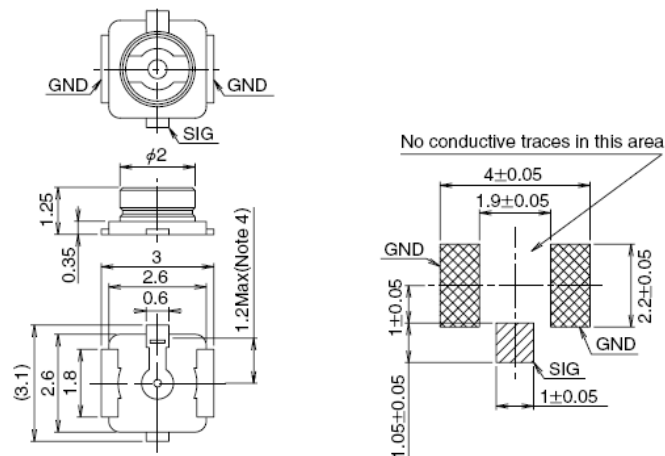 GND
GND
SIG
No conductive traces in this area
ϕ2
4±0.05
1.9±0.05
1.25
0.35
GND
3
2.6
0.6
1.2Max(Note 4)
2.2±0.05
1±0.05
GND
(3.1)
2.6
1.8
SIG
1±0.05
1.05±0.05